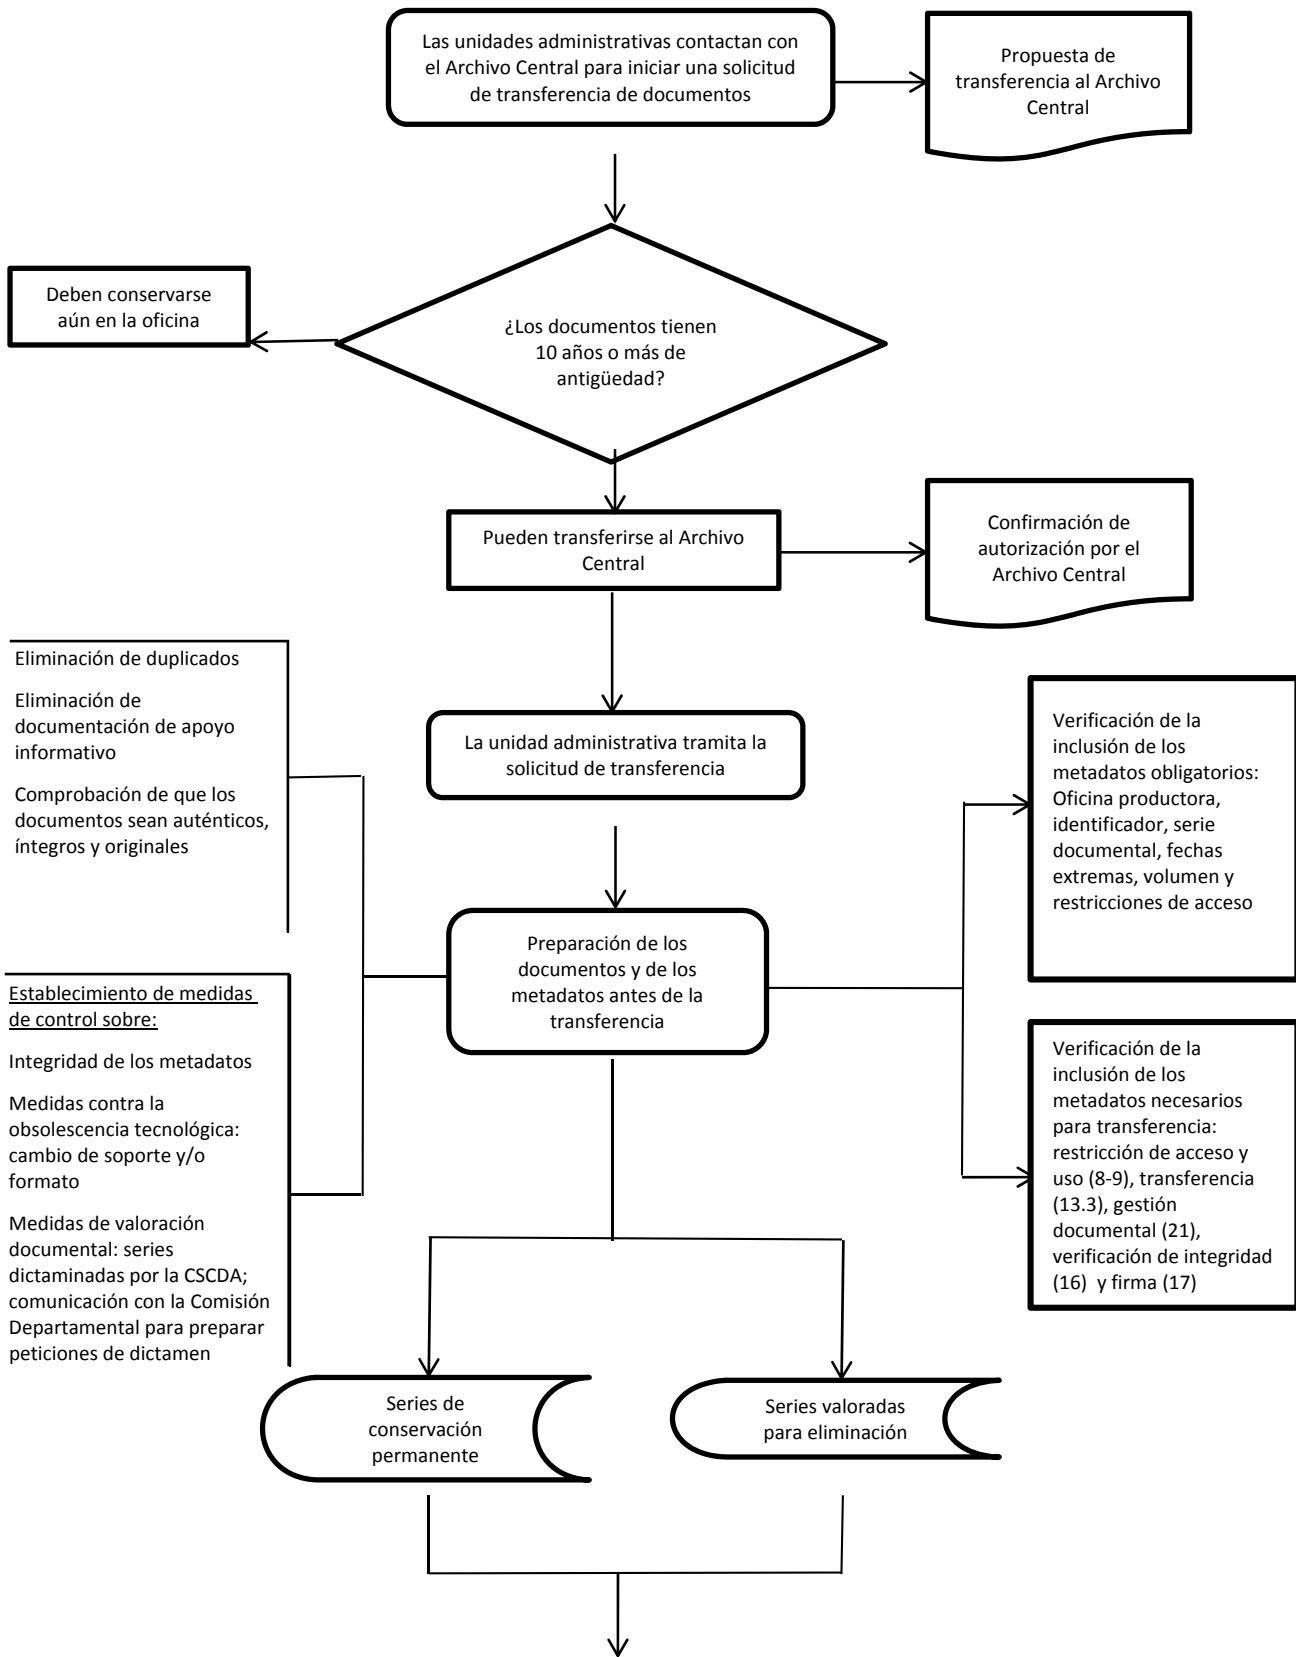 Las unidades administrativas contactan con
el Archivo Central para iniciar una solicitud
de transferencia de documentos
Propuesta de
transferencia al Archivo
Central
Deben conservarse
aún en la oficina
¿Los documentos tienen
10 años o más de
antigüedad?
Pueden transferirse al Archivo
Central
Confirmación de
autorización por el
Archivo Central
Eliminación de duplicados
Eliminación de
documentación de apoyo
informativo
Comprobación de que los
documentos sean auténticos,
íntegros y originales
La unidad administrativa tramita la
solicitud de transferencia
Verificación de la
inclusión de los
metadatos obligatorios:
Oficina productora,
identificador, serie
documental, fechas
extremas, volumen y
restricciones de acceso
Preparación de los
documentos y de los
metadatos antes de la
transferencia
Establecimiento de medidas
de control sobre:
Integridad de los metadatos
Medidas contra la
obsolescencia tecnológica:
cambio de soporte y/o
formato
Medidas de valoración
documental: series
dictaminadas por la CSCDA;
comunicación con la Comisión
Departamental para preparar
peticiones de dictamen
Verificación de la
inclusión de los
metadatos necesarios
para transferencia:
restricción de acceso y
uso (8-9), transferencia
(13.3), gestión
documental (21),
verificación de integridad
(16) y firma (17)
Series de
conservación
permanente
Series valoradas
para eliminación